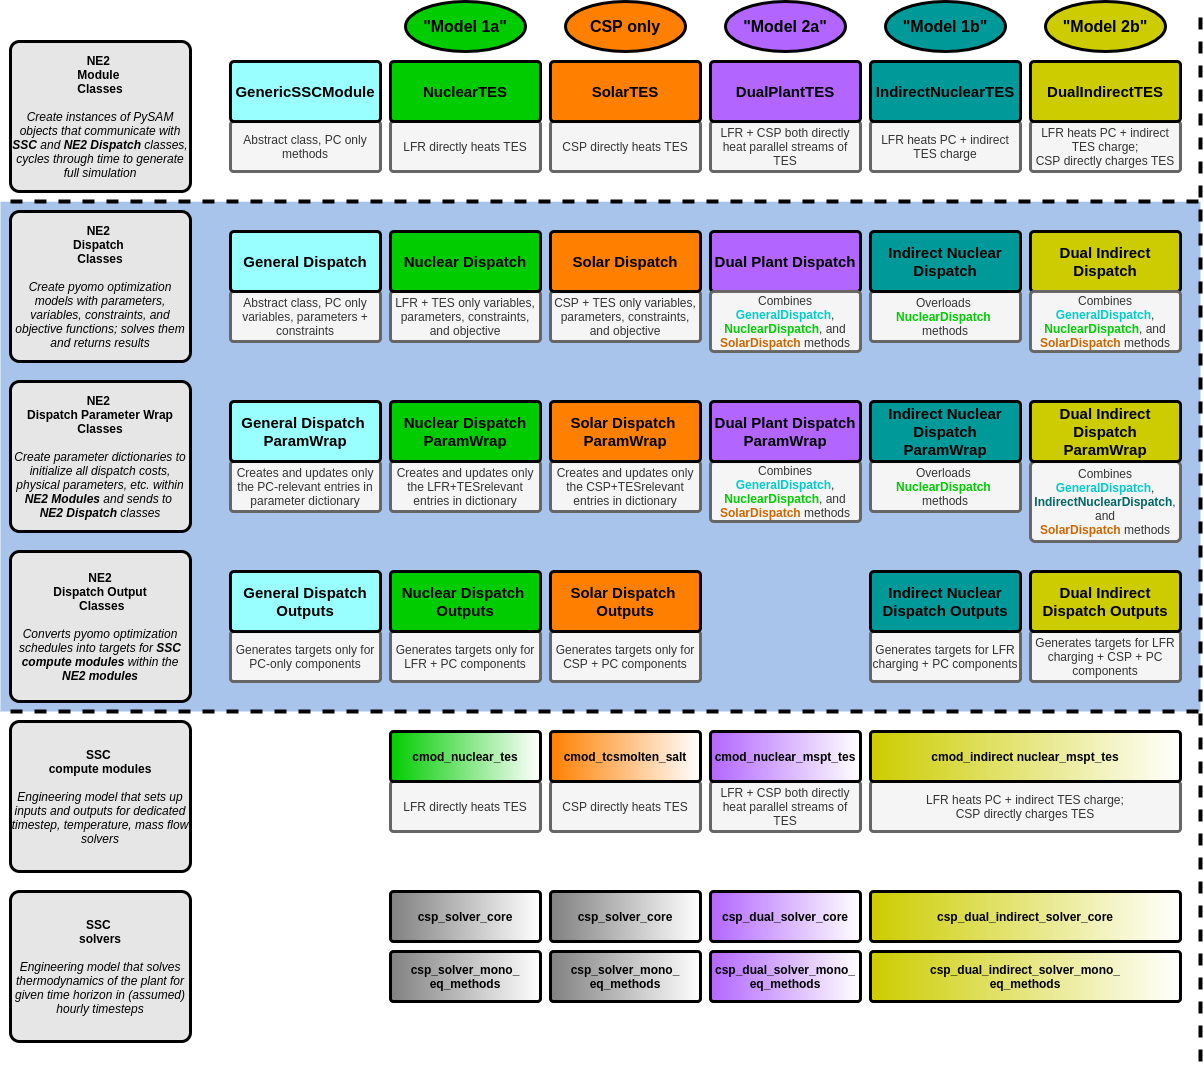 "Model 1a"
CSP only
"Model 2a"
"Model 1b"
"Model 2b"
NE2
Module
Classes
Create instances of PySAM
objects that communicate with
SSC and NE2 Dispatch classes,
cycles through time to generate
full simulation
GenericSSCModule
Abstract class, PC only
methods
NuclearTES
LFR directly heats TES
SolarTES
CSP directly heats TES
DualPlantTES
LFR + CSP both directly
heat parallel streams of
TES
IndirectNuclearTES
LFR heats PC + indirect
TES charge
DualIndirectTES
LFR heats PC + indirect
TES charge;
CSP directly charges TES
NE2
Dispatch
Classes
Create pyomo optimization
models with parameters,
variables, constraints, and
objective functions; solves them
and returns results
General Dispatch
Abstract class, PC only
variables, parameters +
constraints
Nuclear Dispatch
LFR + TES only variables,
parameters, constraints,
and objective
Solar Dispatch
CSP + TES only variables,
parameters, constraints,
and objective
Dual Plant Dispatch
Combines
GeneralDispatch,
NuclearDispatch, and
SolarDispatch methods
Indirect Nuclear
Dispatch
Overloads
NuclearDispatch
methods
Dual Indirect
Dispatch
Combines
GeneralDispatch,
NuclearDispatch, and
SolarDispatch methods
NE2
Dispatch Parameter Wrap
Classes
Create parameter dictionaries to
initialize all dispatch costs,
physical parameters, etc. within
NE2 Modules and sends to
NE2 Dispatch classes
General Dispatch
ParamWrap
Creates and updates only
the PC-relevant entries in
parameter dictionary
Nuclear Dispatch
ParamWrap
Creates and updates only
the LFR+TESrelevant
entries in dictionary
Solar Dispatch
ParamWrap
Creates and updates only
the CSP+TESrelevant
entries in dictionary
Dual Plant Dispatch
ParamWrap
Combines
GeneralDispatch,
NuclearDispatch, and
SolarDispatch methods
Indirect Nuclear
Dispatch
ParamWrap
Overloads
NuclearDispatch
methods
Dual Indirect
Dispatch
ParamWrap
Combines
GeneralDispatch,
IndirectNuclearDispatch,
and
SolarDispatch methods
NE2
Dispatch Output
Classes
Converts pyomo optimization
schedules into targets for SSC
compute modules within the
NE2 modules
General Dispatch
Outputs
Generates targets only for
PC-only components
Nuclear Dispatch
Outputs
Generates targets only for
LFR + PC components
Solar Dispatch
Outputs
Generates targets only for
CSP + PC components
Indirect Nuclear
Dispatch Outputs
Generates targets for LFR
charging + PC components
Dual Indirect
Dispatch Outputs
Generates targets for LFR
charging + CSP + PC
components
SSC
compute modules
Engineering model that sets up
inputs and outputs for dedicated
timestep, temperature, mass flow
solvers
cmod_nuclear_tes
LFR directly heats TES
cmod_tcsmolten_salt
CSP directly heats TES
cmod_nuclear_mspt_tes
LFR + CSP both directly
heat parallel streams of
TES
cmod_indirect nuclear_mspt_tes
LFR heats PC + indirect TES charge;
CSP directly charges TES
SSC
solvers
Engineering model that solves
thermodynamics of the plant for
given time horizon in (assumed)
hourly timesteps
csp_solver_core
csp_solver_core
csp_dual_solver_core
csp_dual_indirect_solver_core
csp_solver_mono_
eq_methods
csp_solver_mono_
eq_methods
csp_dual_solver_mono_
eq_methods
csp_dual_indirect_solver_mono_
eq_methods